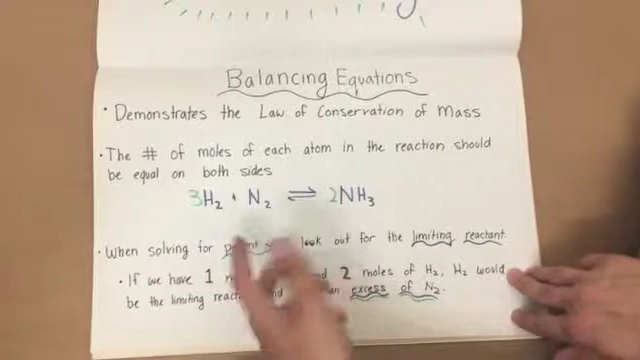 Balancing Equations
• Demonstrates the Law of Conservation of Mass
• The # of moles of each atom in the reaction should
be equal on both sides
3H₂ + N₂ ⇌ 2NH₃
• When solving for look out for the limiting reactant
• If we have 1 2 moles of H₂, H₂ would
be the limiting excess of N₂.